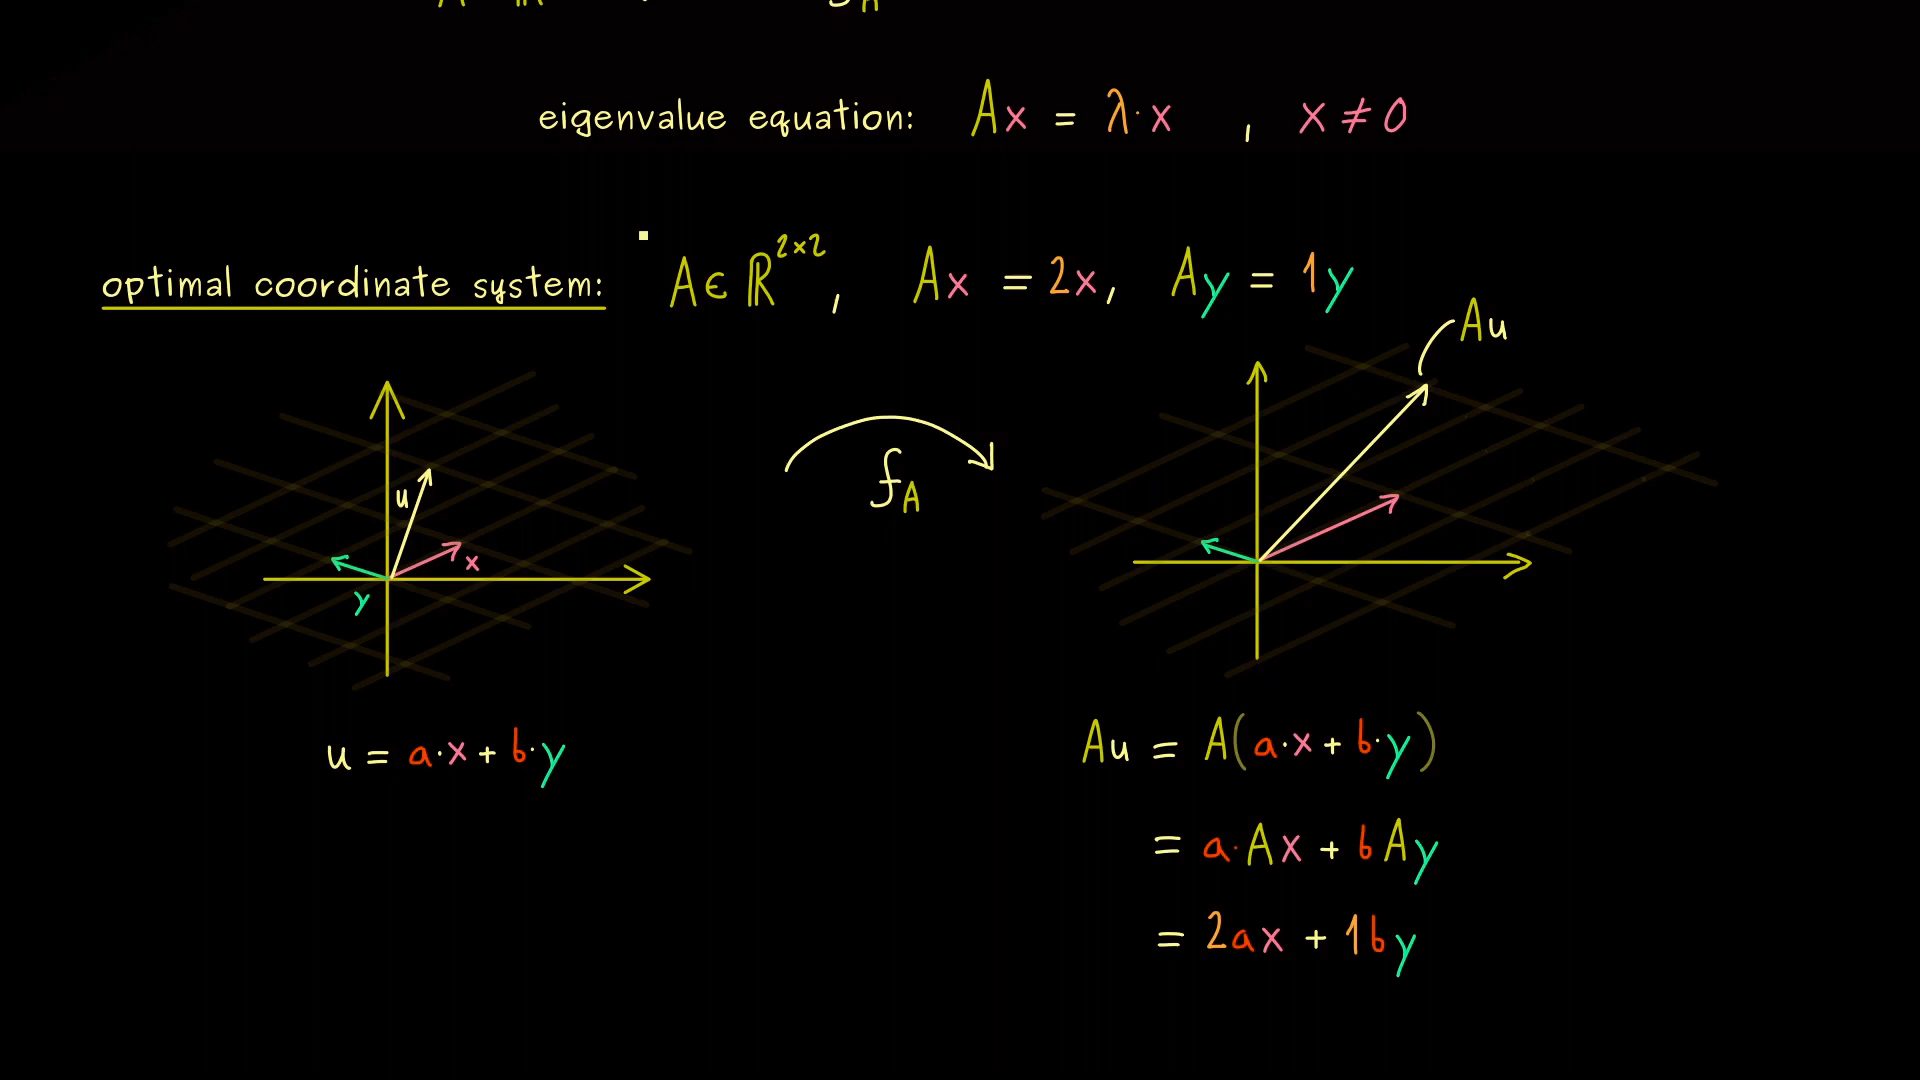 eigenvalue equation: Ax = λ·x , x ≠ 0
optimal coordinate system: A ∈ ℝ^{2×2} , Ax = 2x, Ay = 1y
Au
u
x
y
f_A
u = a·x + b·y
Au = A(a·x + b·y)
= a·Ax + bAy
= 2ax + 1by